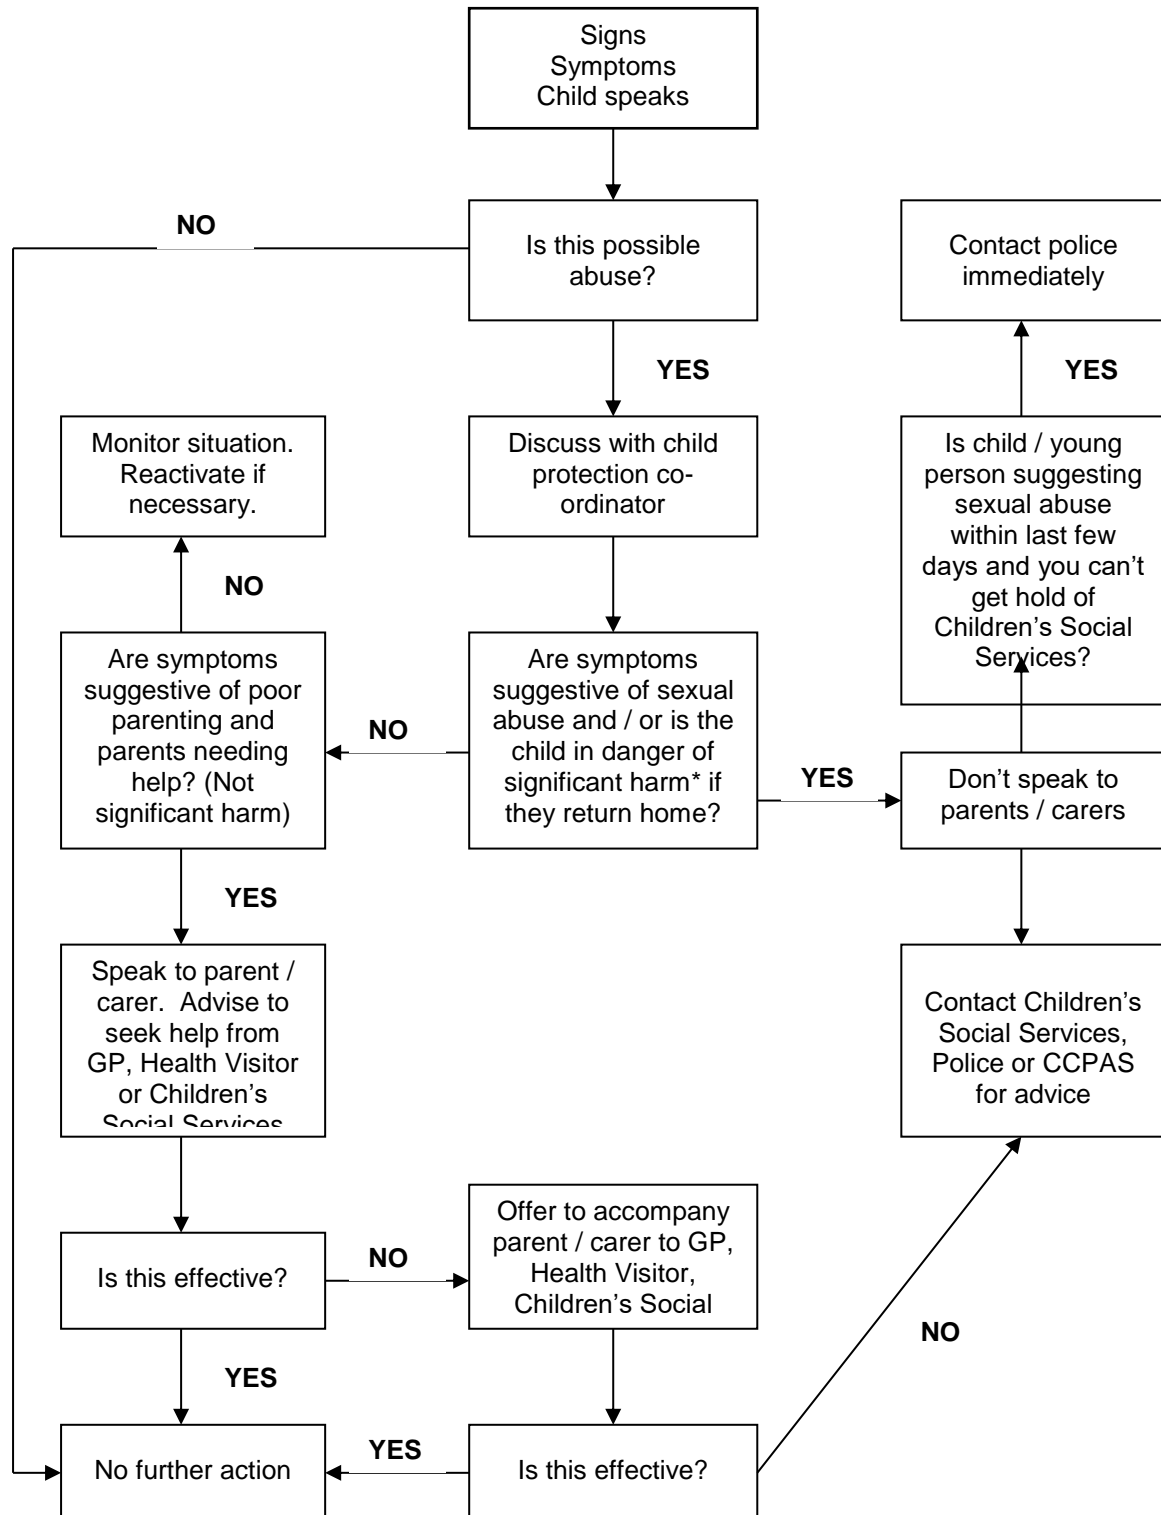 Signs
Symptoms
Child speaks
NO
Is this possible
abuse?
Contact police
immediately
YES
YES
Monitor situation.
Reactivate if
necessary.
Discuss with child
protection co-
ordinator
Is child / young
person suggesting
sexual abuse
within last few
days and you can't
get hold of
Children's Social
Services?
NO
Are symptoms
suggestive of poor
parenting and
parents needing
help? (Not
significant harm)
NO
Are symptoms
suggestive of sexual
abuse and / or is the
child in danger of
significant harm* if
they return home?
YES
Don't speak to
parents / carers
YES
Speak to parent /
carer.  Advise to
seek help from
GP, Health Visitor
or Children's
Social Services
Contact Children's
Social Services,
Police or CCPAS
for advice
Is this effective?
NO
Offer to accompany
parent / carer to GP,
Health Visitor,
Children's Social
NO
YES
No further action
YES
Is this effective?